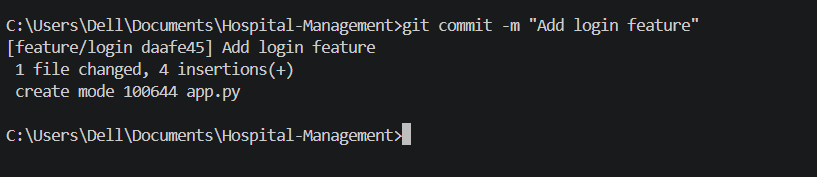 C:\Users\Dell\Documents\Hospital-Management>git commit -m "Add login feature"
[feature/login daafe45] Add login feature
 1 file changed, 4 insertions(+)
 create mode 100644 app.py
C:\Users\Dell\Documents\Hospital-Management>